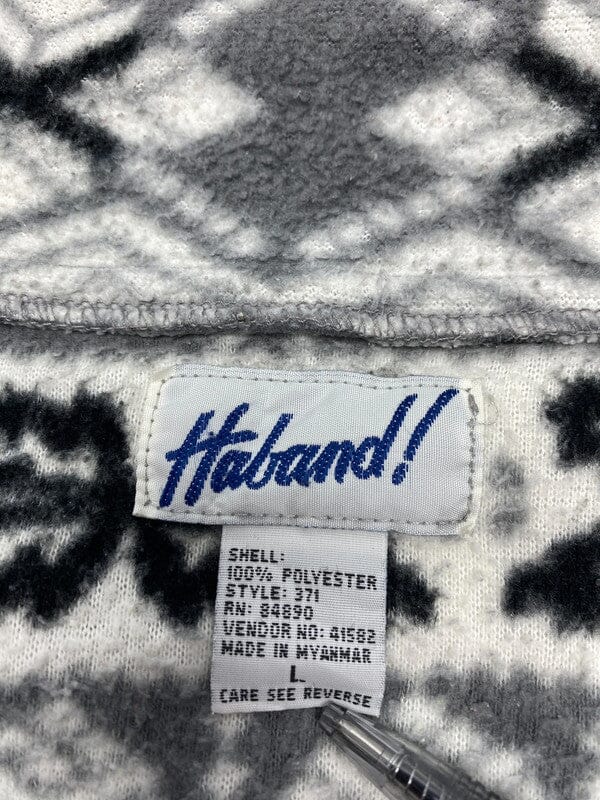 Haband!
SHELL:
100% POLYESTER
STYLE: 371
RN: 84890
VENDOR NO: 41582
MADE IN MYANMAR
L
CARE SEE REVERSE